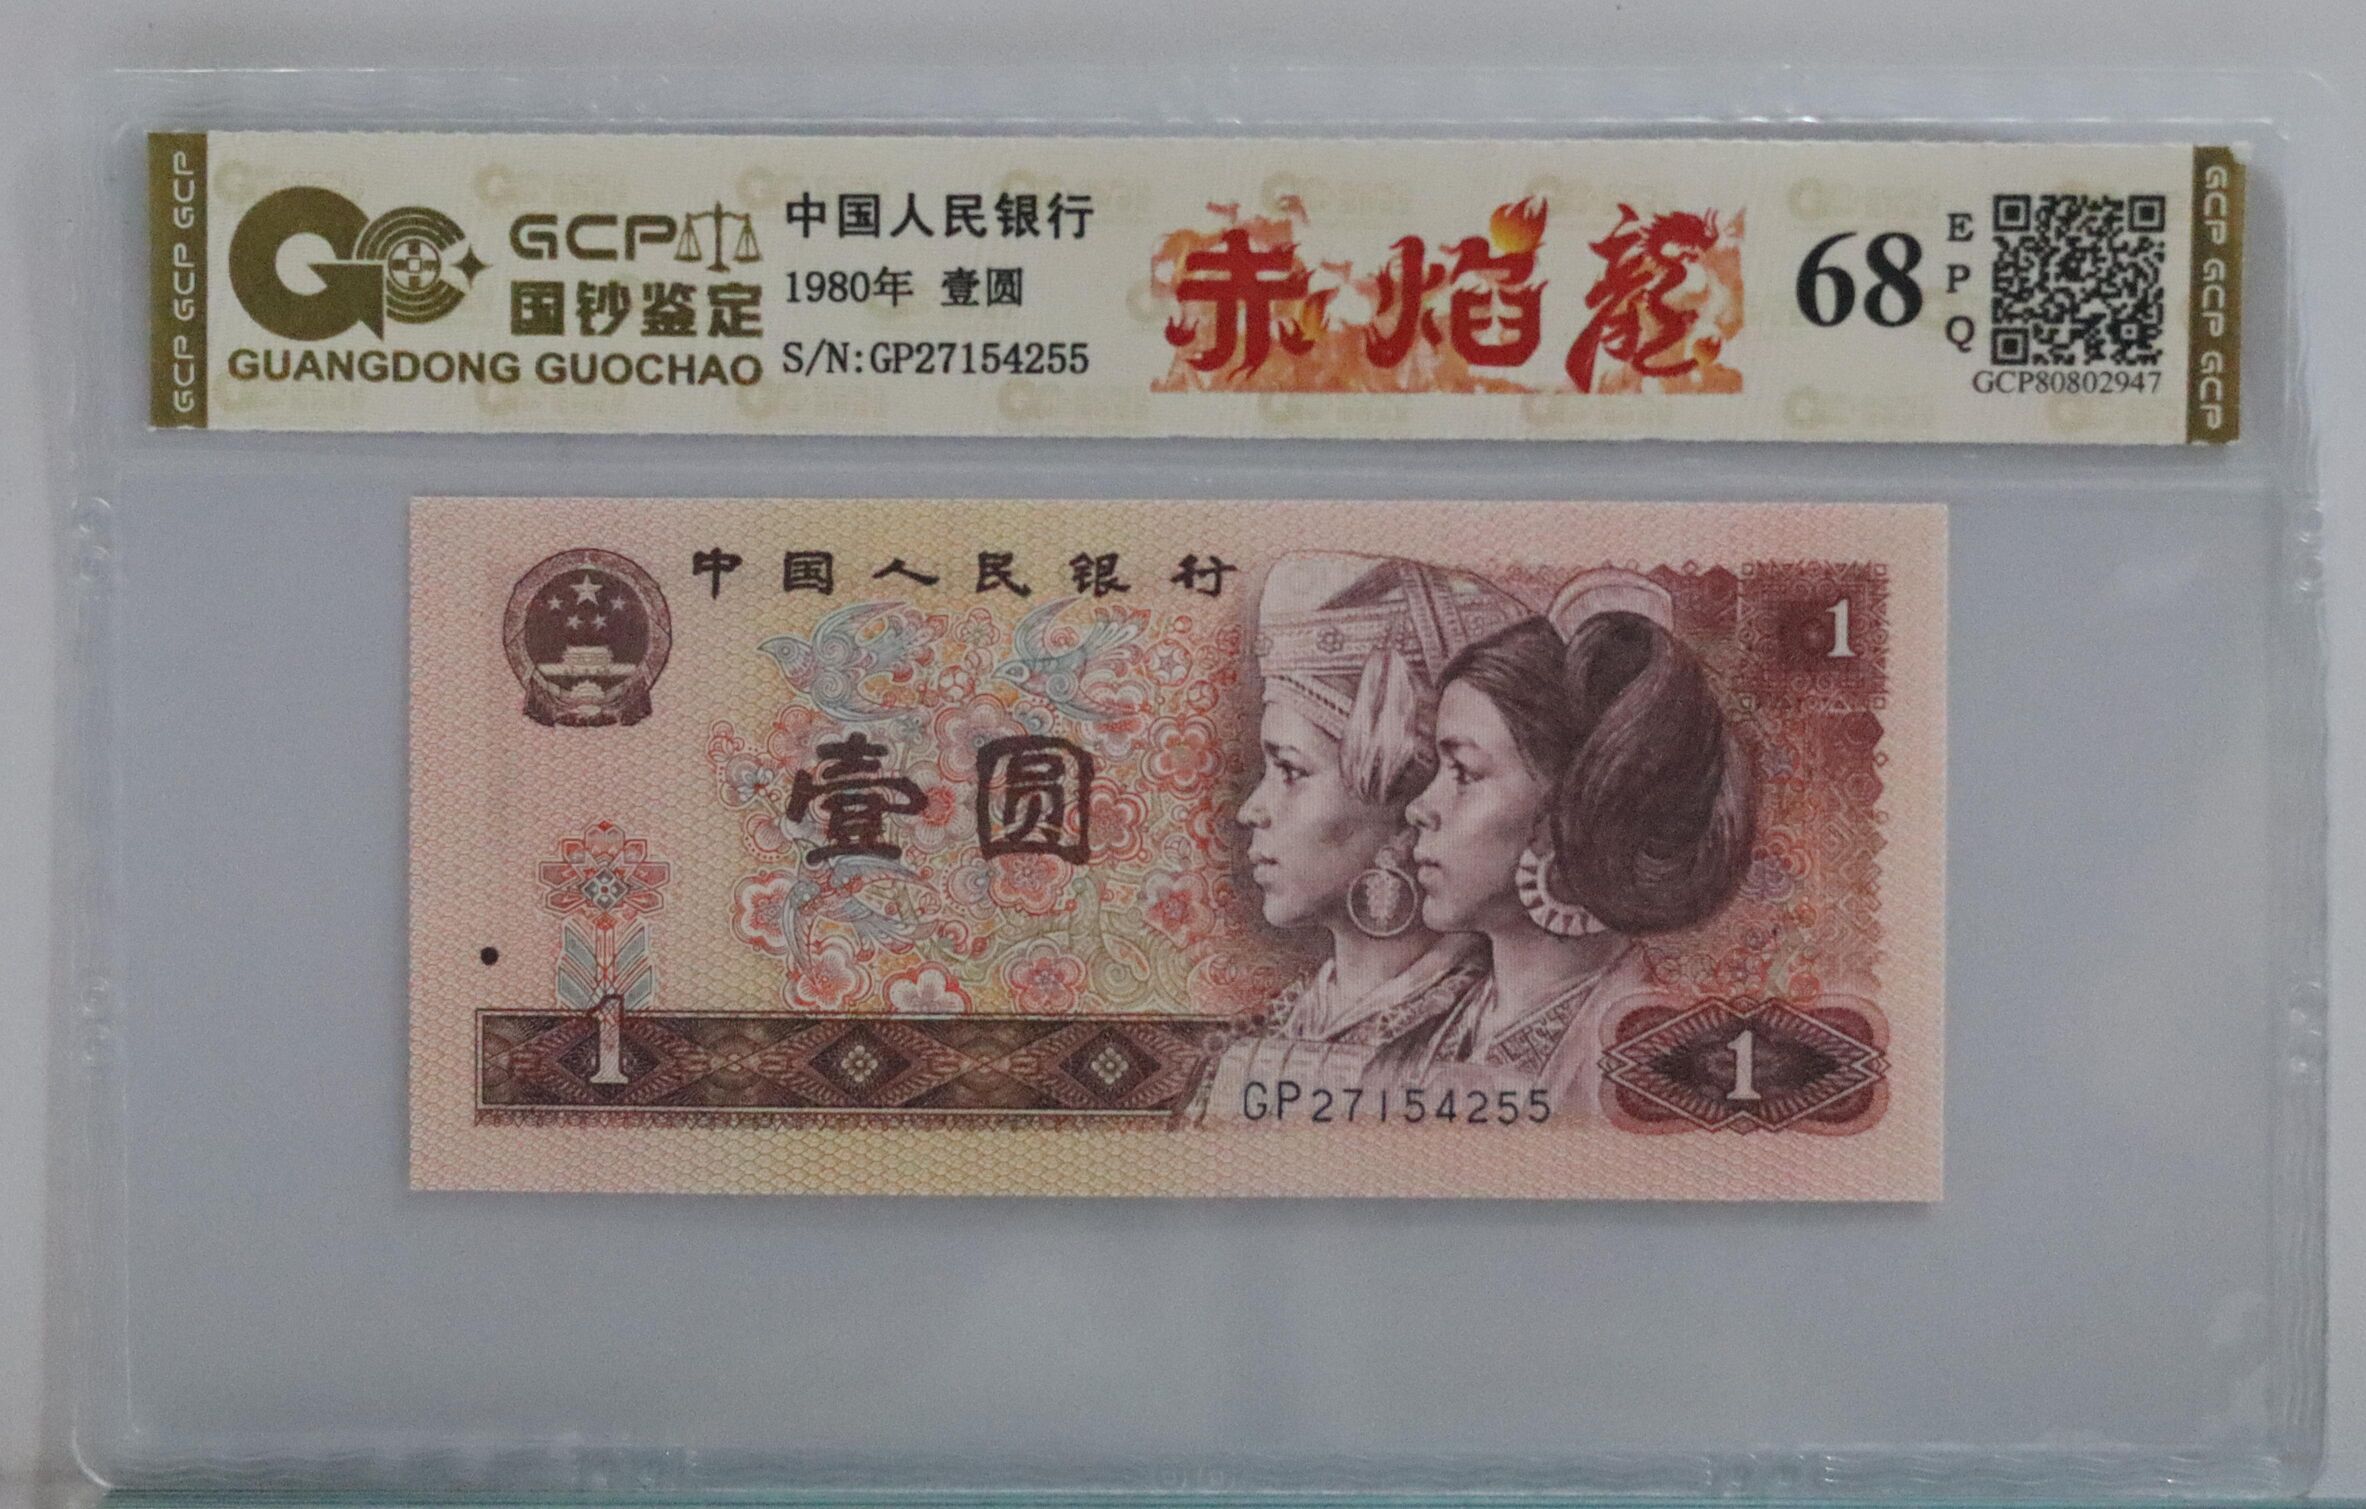 GCP GCP GCP
GCP
国钞鉴定
GUANGDONG GUOCHAO
中国人民银行
1980年 壹圆
S/N:GP27154255
赤焰龍
68
EPQ
GCP80802947
GCP GCP GCP
中国人民银行
1
壹圆
1
1
GP27154255